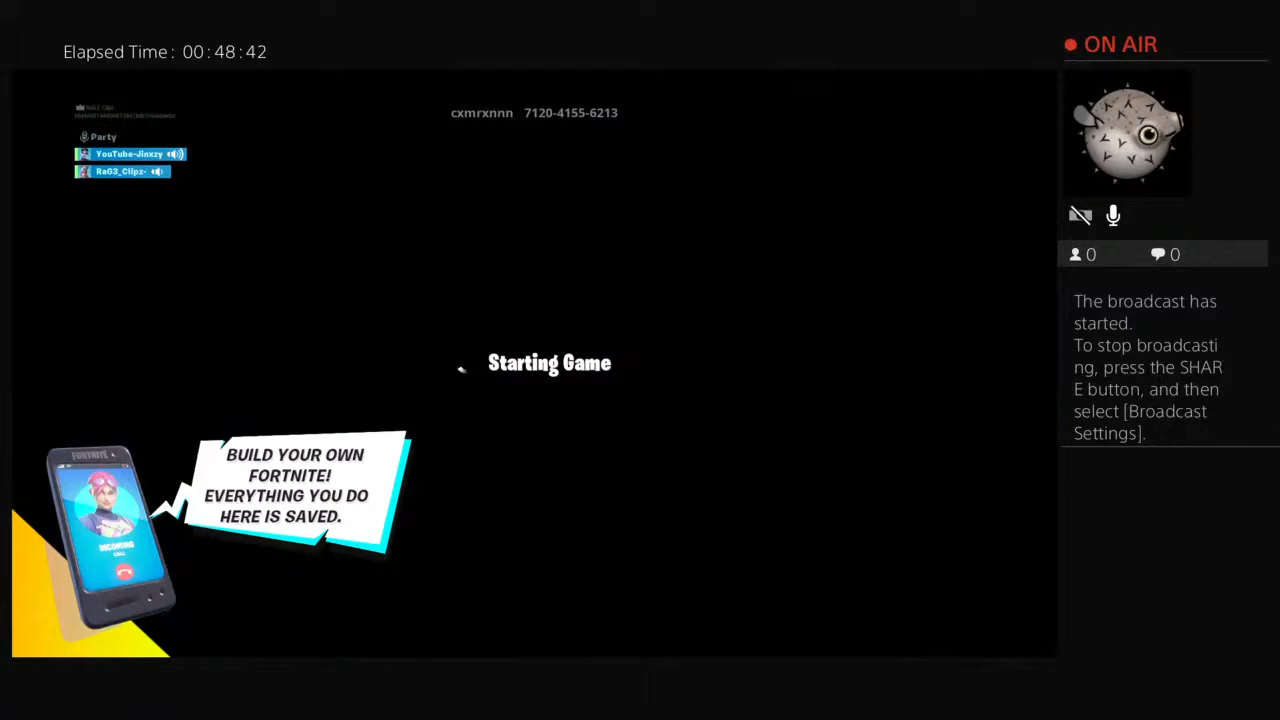 Elapsed Time: 00:48:42
ON AIR
cxmrxnnn 7120-4155-6213
Party
YouTube-Jinxzy
RaG3_Clipz-
0
0
The broadcast has
started.
To stop broadcasti
ng, press the SHAR
E button, and then
select [Broadcast
Settings].
Starting Game
BUILD YOUR OWN
FORTNITE!
EVERYTHING YOU DO
HERE IS SAVED.
FORTNITE
INCOMING
CALL